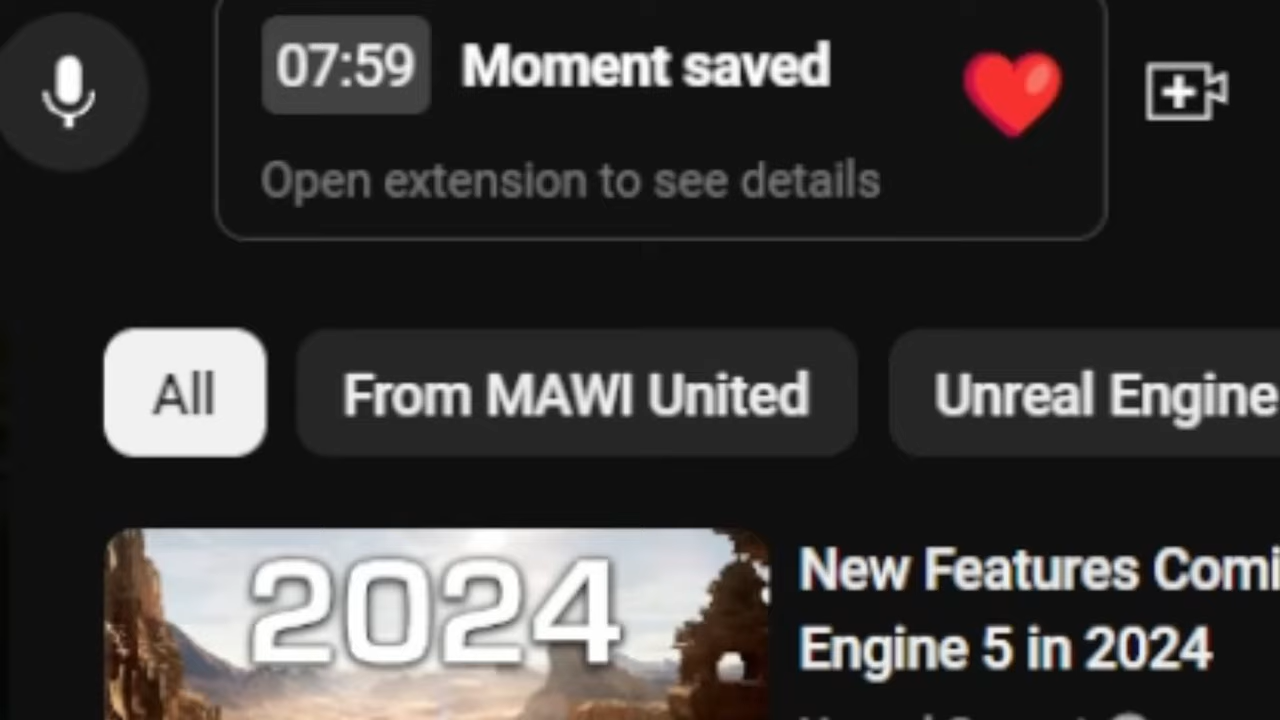 07:59 Moment saved
Open extension to see details
All From MAWI United Unreal Engine
2024
New Features Comi
Engine 5 in 2024